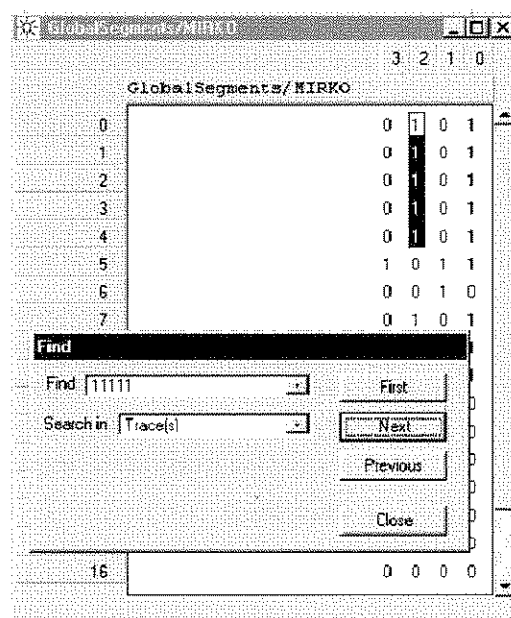 GlobalSegments/MIRKO
3 2 1 0
GlobalSegments/MIRKO
0 0 1 0 1
1 0 1 0 1
2 0 1 0 1
3 0 1 0 1
4 0 1 0 1
5 1 0 1 1
6 0 0 1 0
7 0 1 0 1
Find
Find 11111 First
Search in Trace(s) Next
Previous
Close
16 0 0 0 0